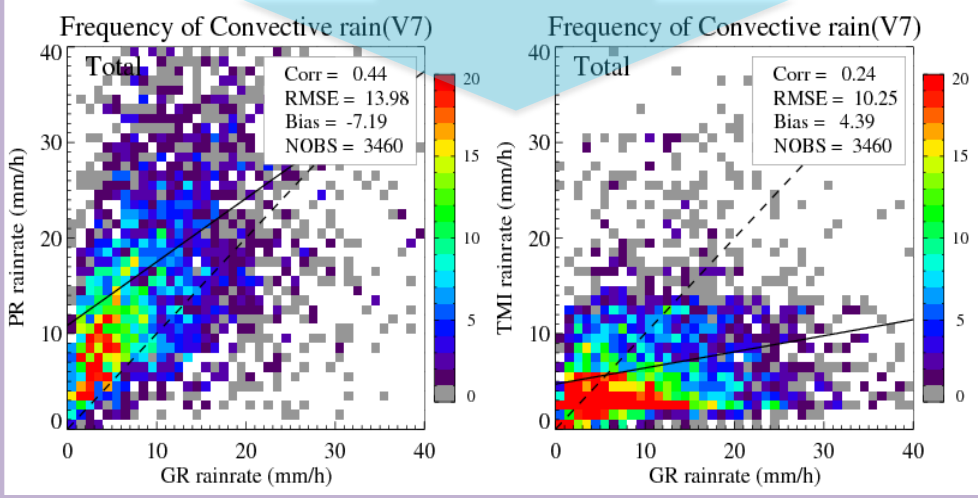 Frequency of Convective rain(V7)
Total
Corr = 0.44
RMSE = 13.98
Bias = -7.19
NOBS = 3460
PR rainrate (mm/h)
40
30
20
10
0
0 10 20 30 40
GR rainrate (mm/h)
20
15
10
5
0
Frequency of Convective rain(V7)
Total
Corr = 0.24
RMSE = 10.25
Bias = 4.39
NOBS = 3460
TMI rainrate (mm/h)
40
30
20
10
0
0 10 20 30 40
GR rainrate (mm/h)
20
15
10
5
0